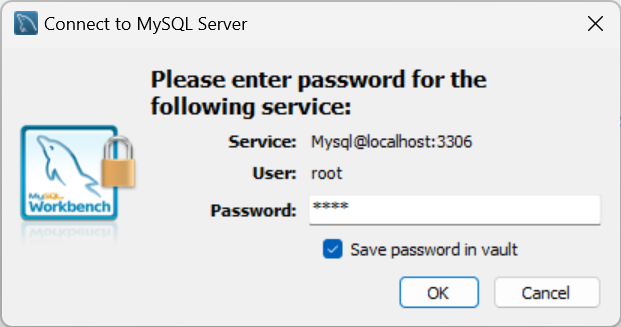 Connect to MySQL Server
Please enter password for the
following service:
Service: Mysql@localhost:3306
User: root
Password: ****
MySQL
Workbench
Save password in vault
OK Cancel